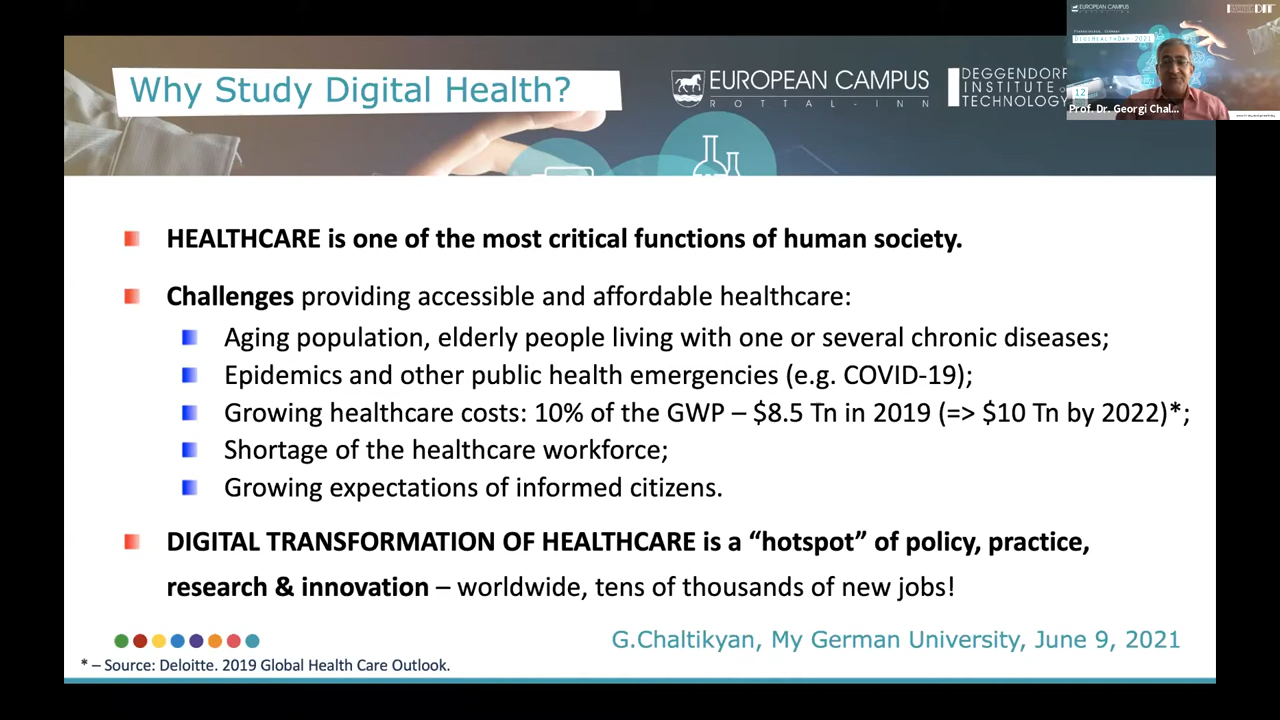 Why Study Digital Health?
EUROPEAN CAMPUS
ROTTAL-INN
DEGGENDORF
INSTITUTE
TECHNOLOGY
EUROPEAN CAMPUS
DIGIHEALTHDAY 2021
12
Prof. Dr. Georgi Chal...
HEALTHCARE is one of the most critical functions of human society.
Challenges providing accessible and affordable healthcare:
Aging population, elderly people living with one or several chronic diseases;
Epidemics and other public health emergencies (e.g. COVID-19);
Growing healthcare costs: 10% of the GWP – $8.5 Tn in 2019 (=> $10 Tn by 2022)*;
Shortage of the healthcare workforce;
Growing expectations of informed citizens.
DIGITAL TRANSFORMATION OF HEALTHCARE is a “hotspot” of policy, practice,
research & innovation – worldwide, tens of thousands of new jobs!
G.Chaltikyan, My German University, June 9, 2021
* – Source: Deloitte. 2019 Global Health Care Outlook.